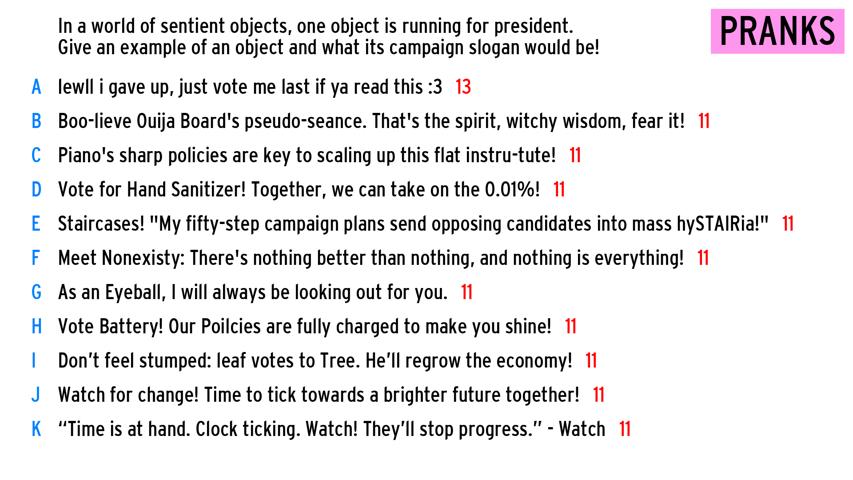 In a world of sentient objects, one object is running for president.
Give an example of an object and what its campaign slogan would be!
PRANKS
A lewll i gave up, just vote me last if ya read this :3 13
B Boo-lieve Ouija Board's pseudo-seance. That's the spirit, witchy wisdom, fear it! 11
C Piano's sharp policies are key to scaling up this flat instru-tute! 11
D Vote for Hand Sanitizer! Together, we can take on the 0.01%! 11
E Staircases! "My fifty-step campaign plans send opposing candidates into mass hySTAIRia!" 11
F Meet Nonexisty: There's nothing better than nothing, and nothing is everything! 11
G As an Eyeball, I will always be looking out for you. 11
H Vote Battery! Our Poilcies are fully charged to make you shine! 11
I Don’t feel stumped: leaf votes to Tree. He’ll regrow the economy! 11
J Watch for change! Time to tick towards a brighter future together! 11
K “Time is at hand. Clock ticking. Watch! They’ll stop progress.” - Watch 11